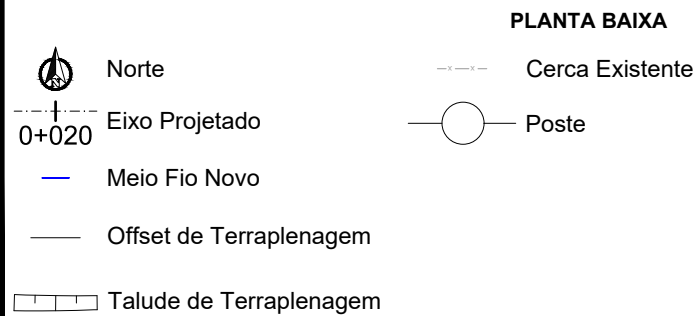 PLANTA BAIXA
N
Norte
0+020
Eixo Projetado
Meio Fio Novo
Offset de Terraplenagem
Talude de Terraplenagem
x x
Cerca Existente
Poste